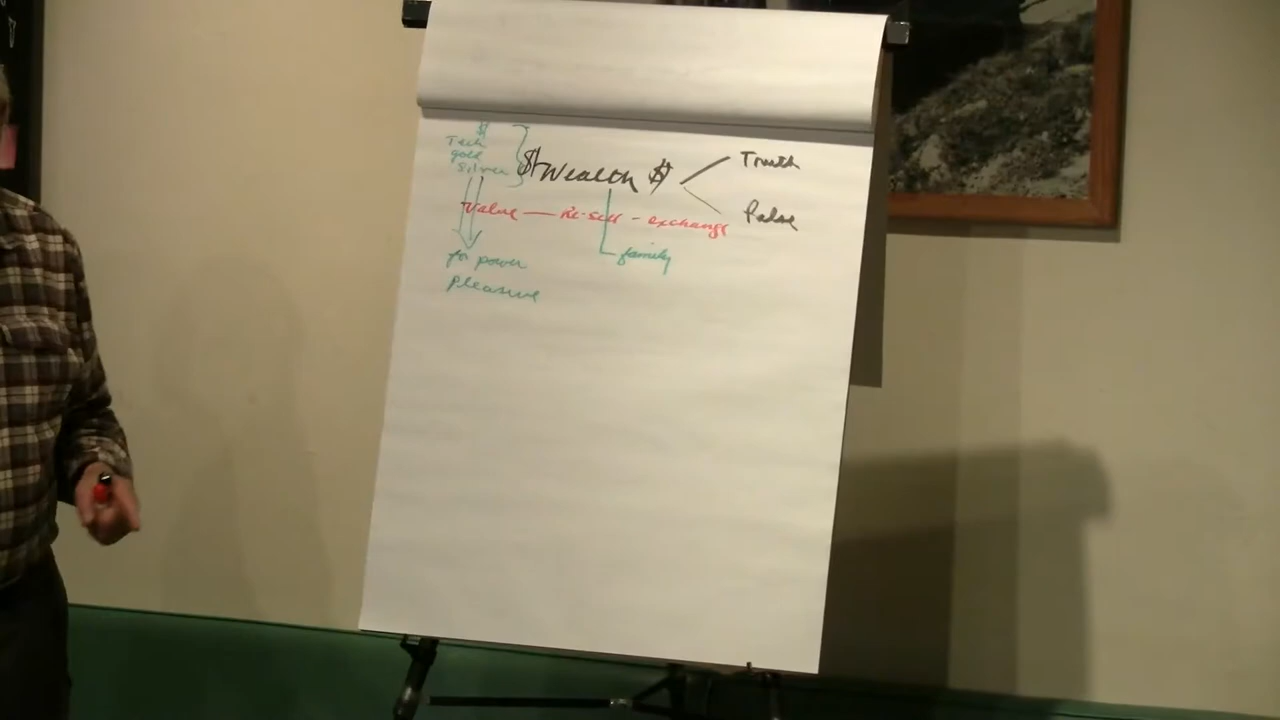 $
Tech
gold
silver
$ Wealth $
Truth
False
Value — Re-sell - exchange
family
for power
pleasure